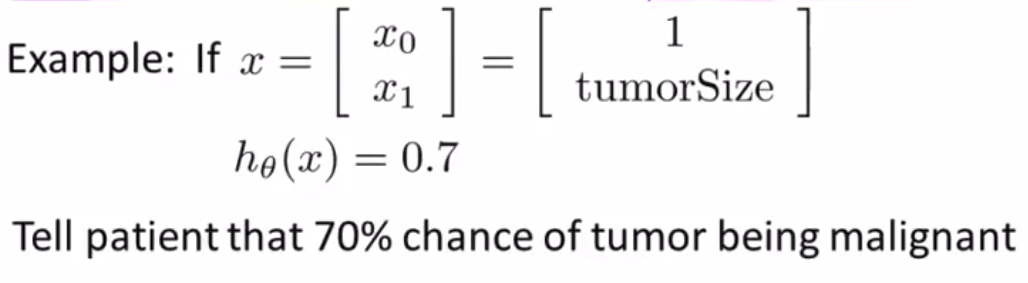 Example: If x = [ x₀ x₁ ] = [ 1 tumorSize ]
hθ(x) = 0.7
Tell patient that 70% chance of tumor being malignant